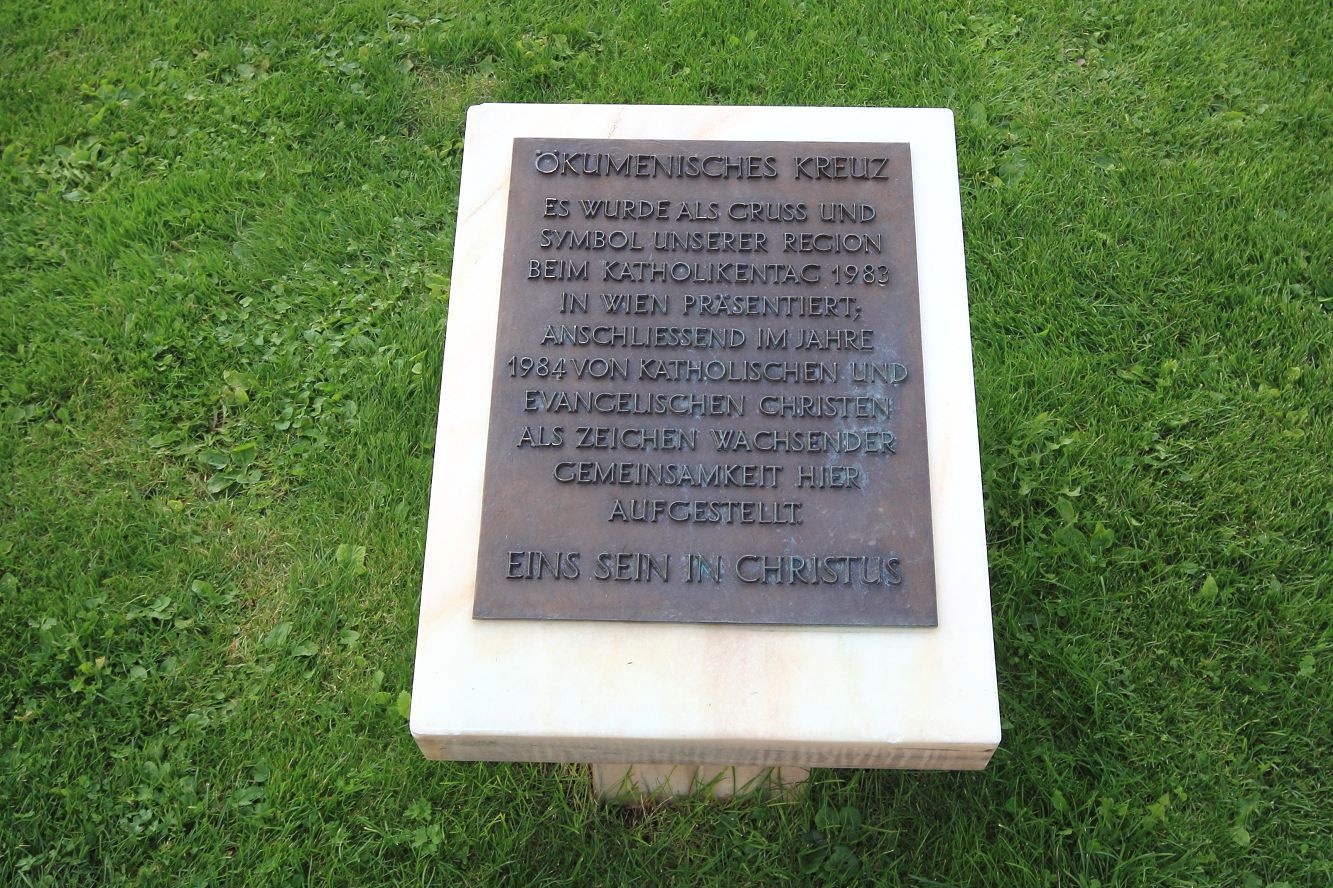 ÖKUMENISCHES KREUZ
ES WURDE ALS GRUSS UND
SYMBOL UNSERER REGION
BEIM KATHOLIKENTAG 1983
IN WIEN PRÄSENTIERT;
ANSCHLIESSEND IM JAHRE
1984 VON KATHOLISCHEN UND
EVANGELISCHEN CHRISTEN
ALS ZEICHEN WACHSENDER
GEMEINSAMKEIT HIER
AUFGESTELLT.
EINS SEIN IN CHRISTUS